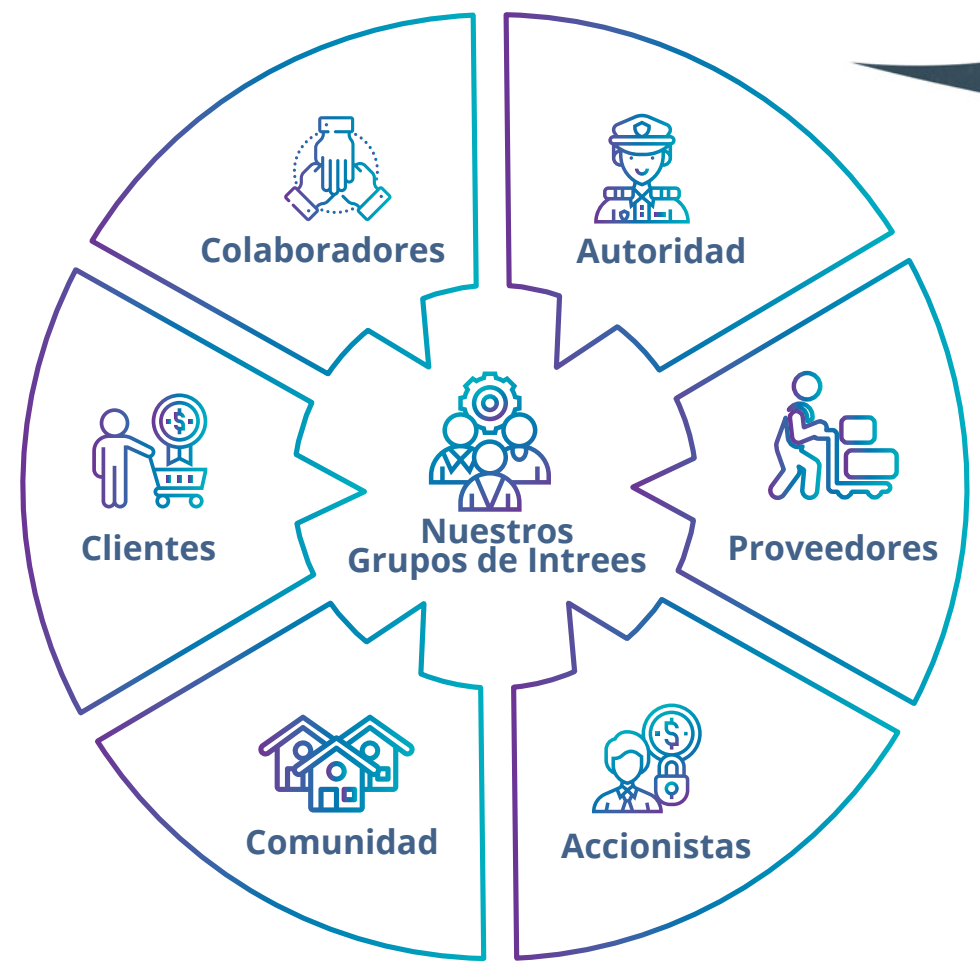 Colaboradores
Autoridad
Clientes
Nuestros
Grupos de Intrees
Proveedores
Comunidad
Accionistas